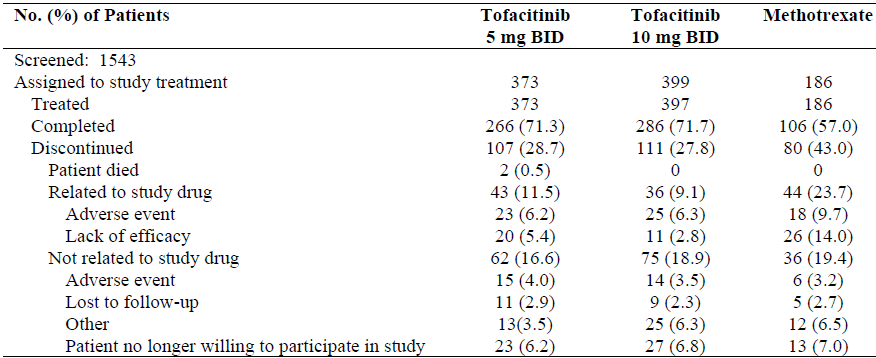 No. (%) of Patients Tofacitinib 5 mg BID Tofacitinib 10 mg BID Methotrexate
Screened: 1543
Assigned to study treatment 373 399 186
Treated 373 397 186
Completed 266 (71.3) 286 (71.7) 106 (57.0)
Discontinued 107 (28.7) 111 (27.8) 80 (43.0)
Patient died 2 (0.5) 0 0
Related to study drug 43 (11.5) 36 (9.1) 44 (23.7)
Adverse event 23 (6.2) 25 (6.3) 18 (9.7)
Lack of efficacy 20 (5.4) 11 (2.8) 26 (14.0)
Not related to study drug 62 (16.6) 75 (18.9) 36 (19.4)
Adverse event 15 (4.0) 14 (3.5) 6 (3.2)
Lost to follow-up 11 (2.9) 9 (2.3) 5 (2.7)
Other 13(3.5) 25 (6.3) 12 (6.5)
Patient no longer willing to participate in study 23 (6.2) 27 (6.8) 13 (7.0)